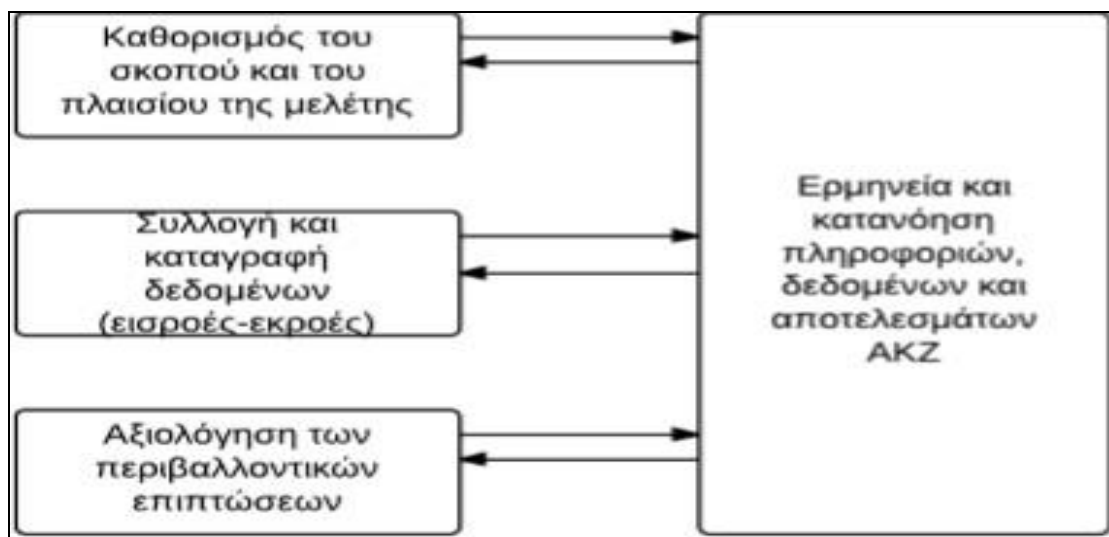 Καθορισμός του
σκοπού και του
πλαισίου της μελέτης
Συλλογή και
καταγραφή
δεδομένων
(εισροές-εκροές)
Αξιολόγηση των
περιβαλλοντικών
επιπτώσεων
Ερμηνεία και
κατανόηση
πληροφοριών,
δεδομένων και
αποτελεσμάτων
ΑΚΖ